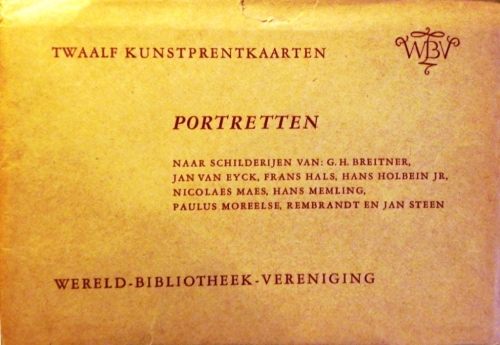 TWAALF KUNSTPRENTKAARTEN
WBV
PORTRETTEN
NAAR SCHILDERIJEN VAN: G. H. BREITNER,
JAN VAN EYCK, FRANS HALS, HANS HOLBEIN JR,
NICOLAES MAES, HANS MEMLING,
PAULUS MOREELSE, REMBRANDT EN JAN STEEN
WERELD-BIBLIOTHEEK-VERENIGING